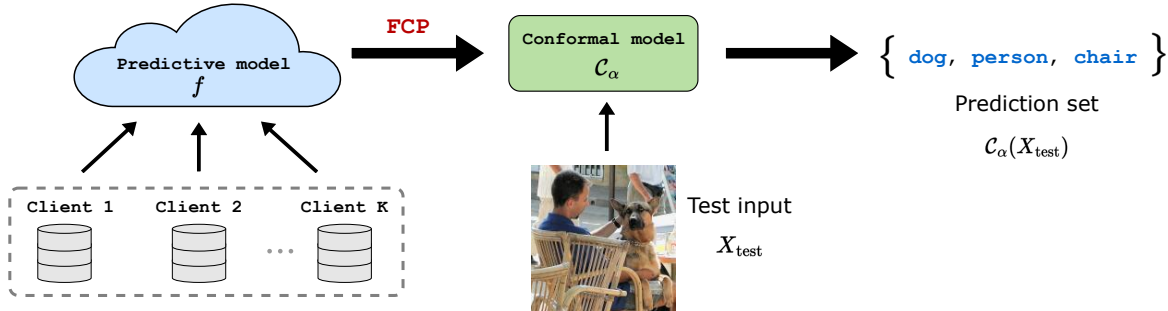 FCP
Predictive model
f
Conformal model
𝒞α
{ dog, person, chair }
Prediction set
𝒞α(Xtest)
Client 1 Client 2 Client K
...
Test input
Xtest